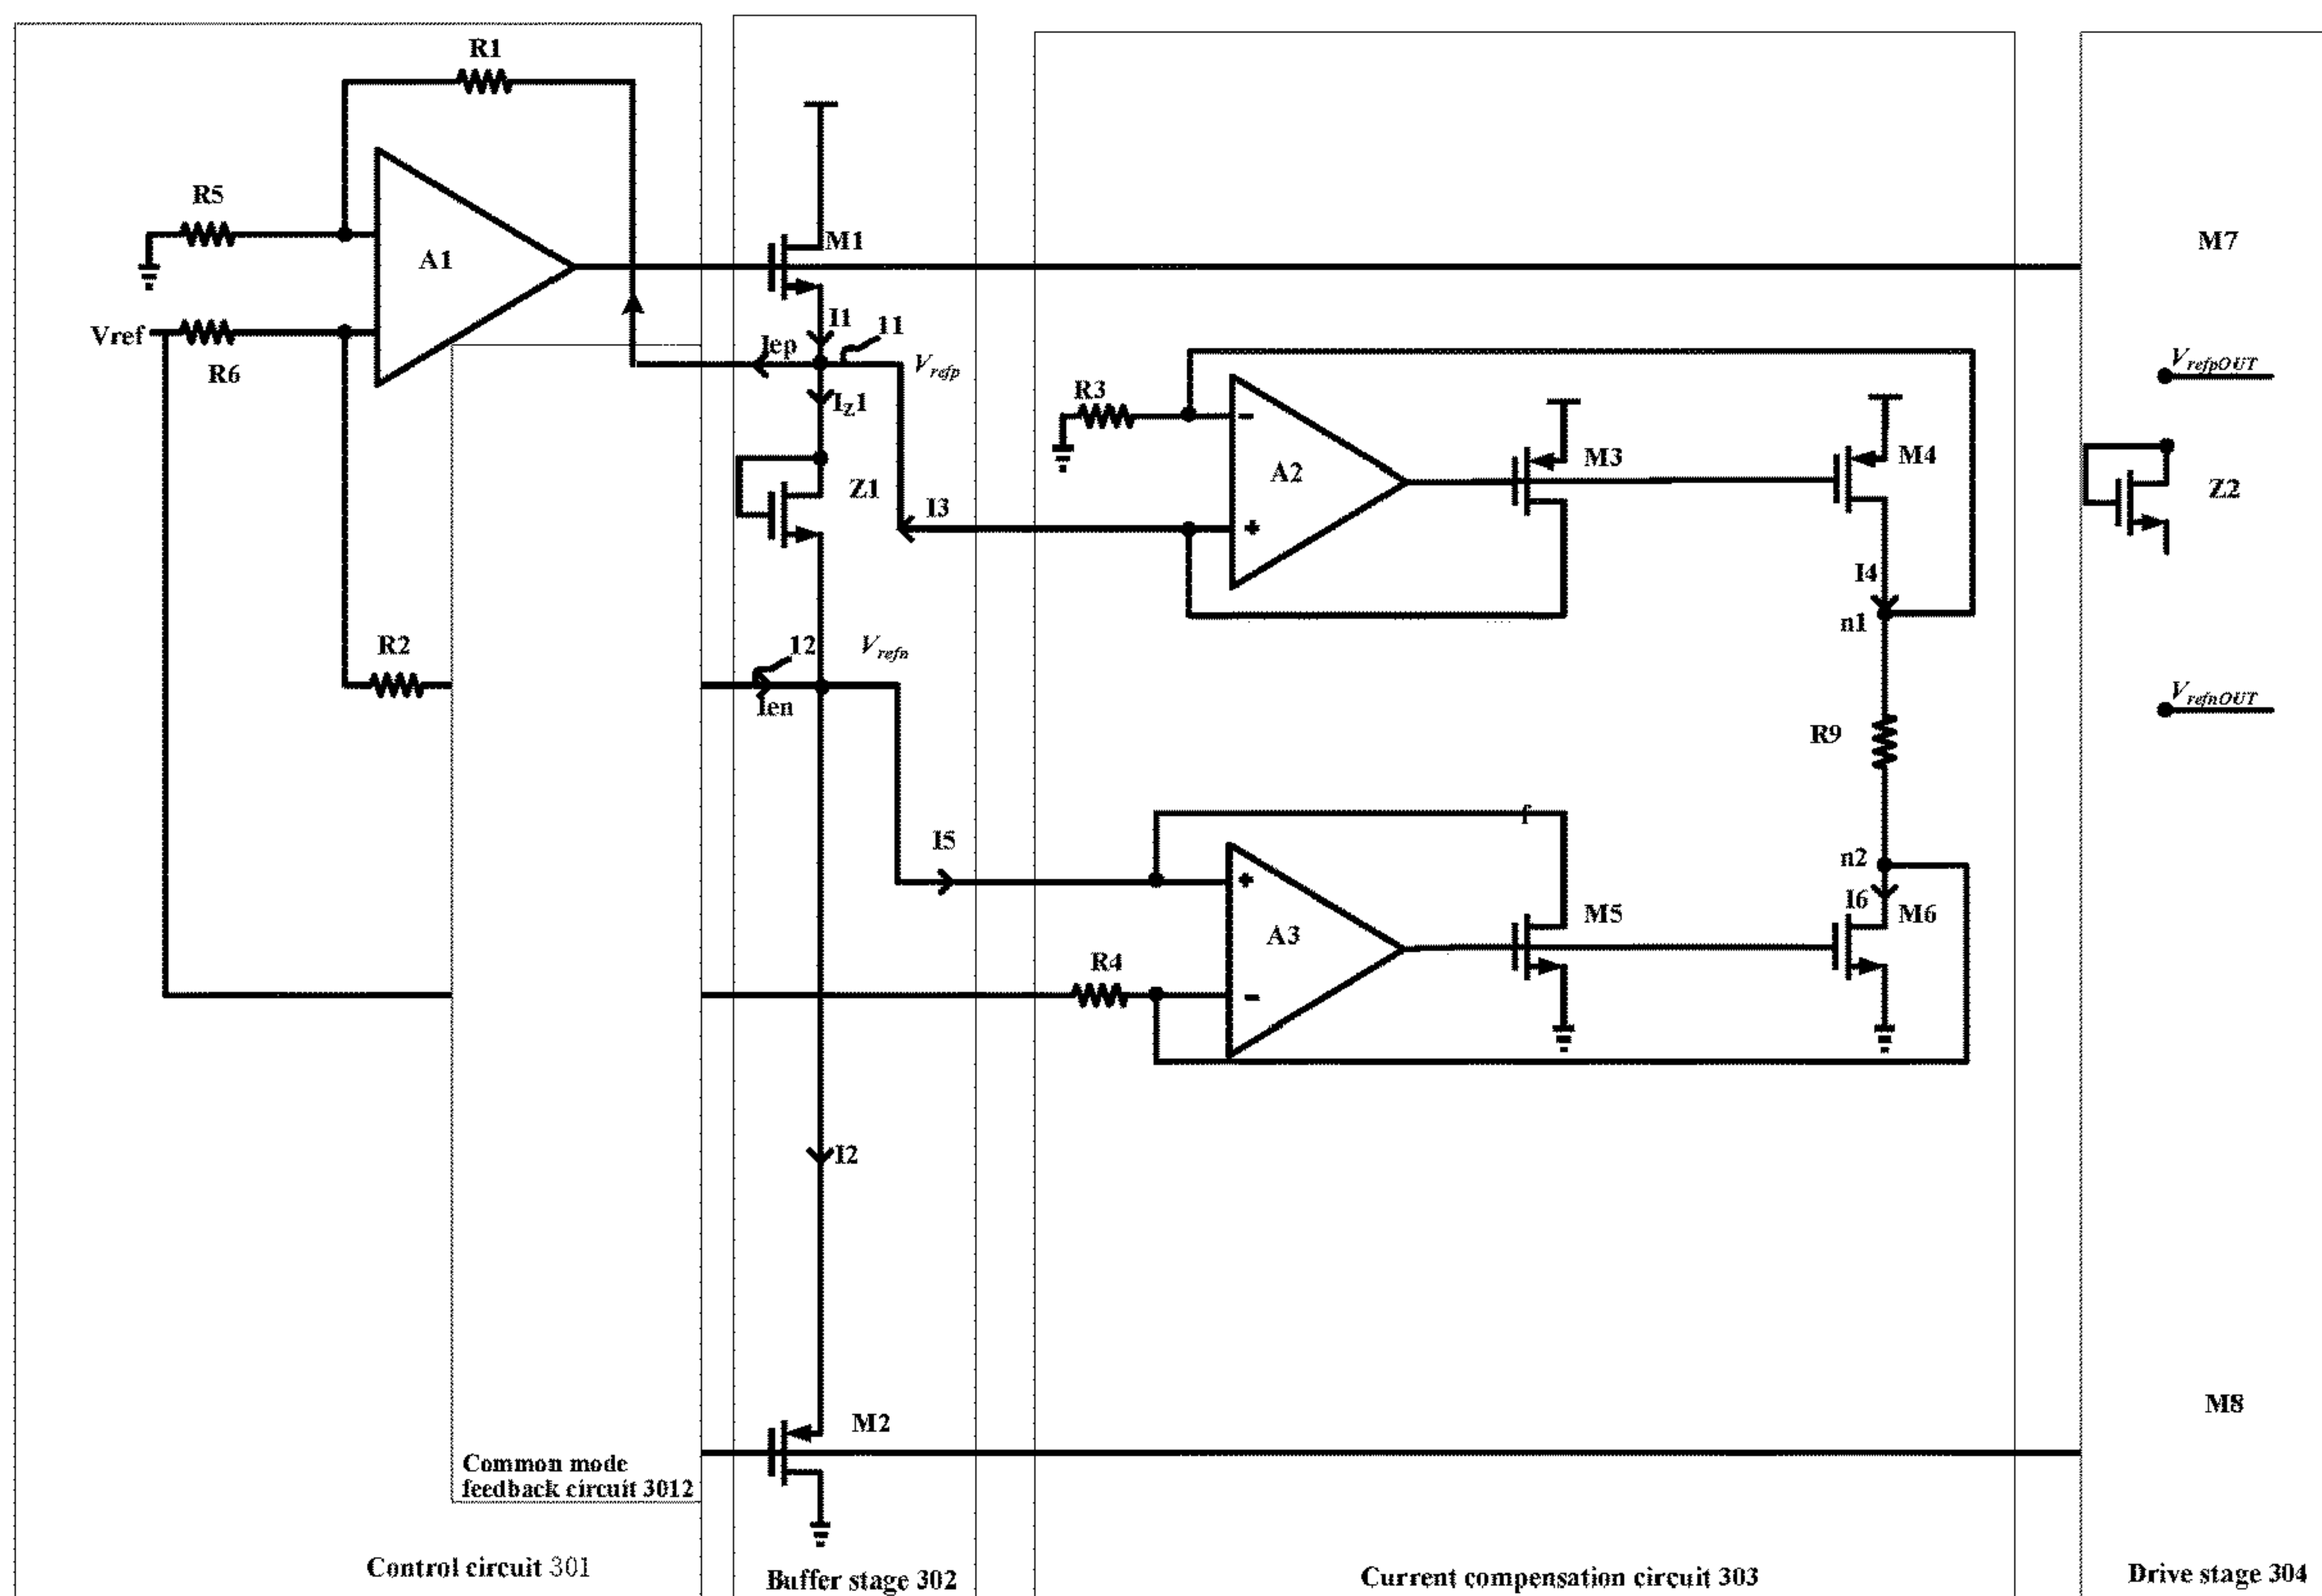 R1
R5
A1
M1
M7
Vref
R6
I1
11
Iep
Vrefp
VrefpOUT
Iz1
R3
-
A2
M3
M4
Z1
Z2
I3
+
I4
n1
R2
12
Vrefn
Ien
VrefnOUT
R9
f
I5
n2
+
I6
M5
M6
A3
R4
-
I2
M8
M2
Common mode
feedback circuit 3012
Control circuit 301
Buffer stage 302
Current compensation circuit 303
Drive stage 304